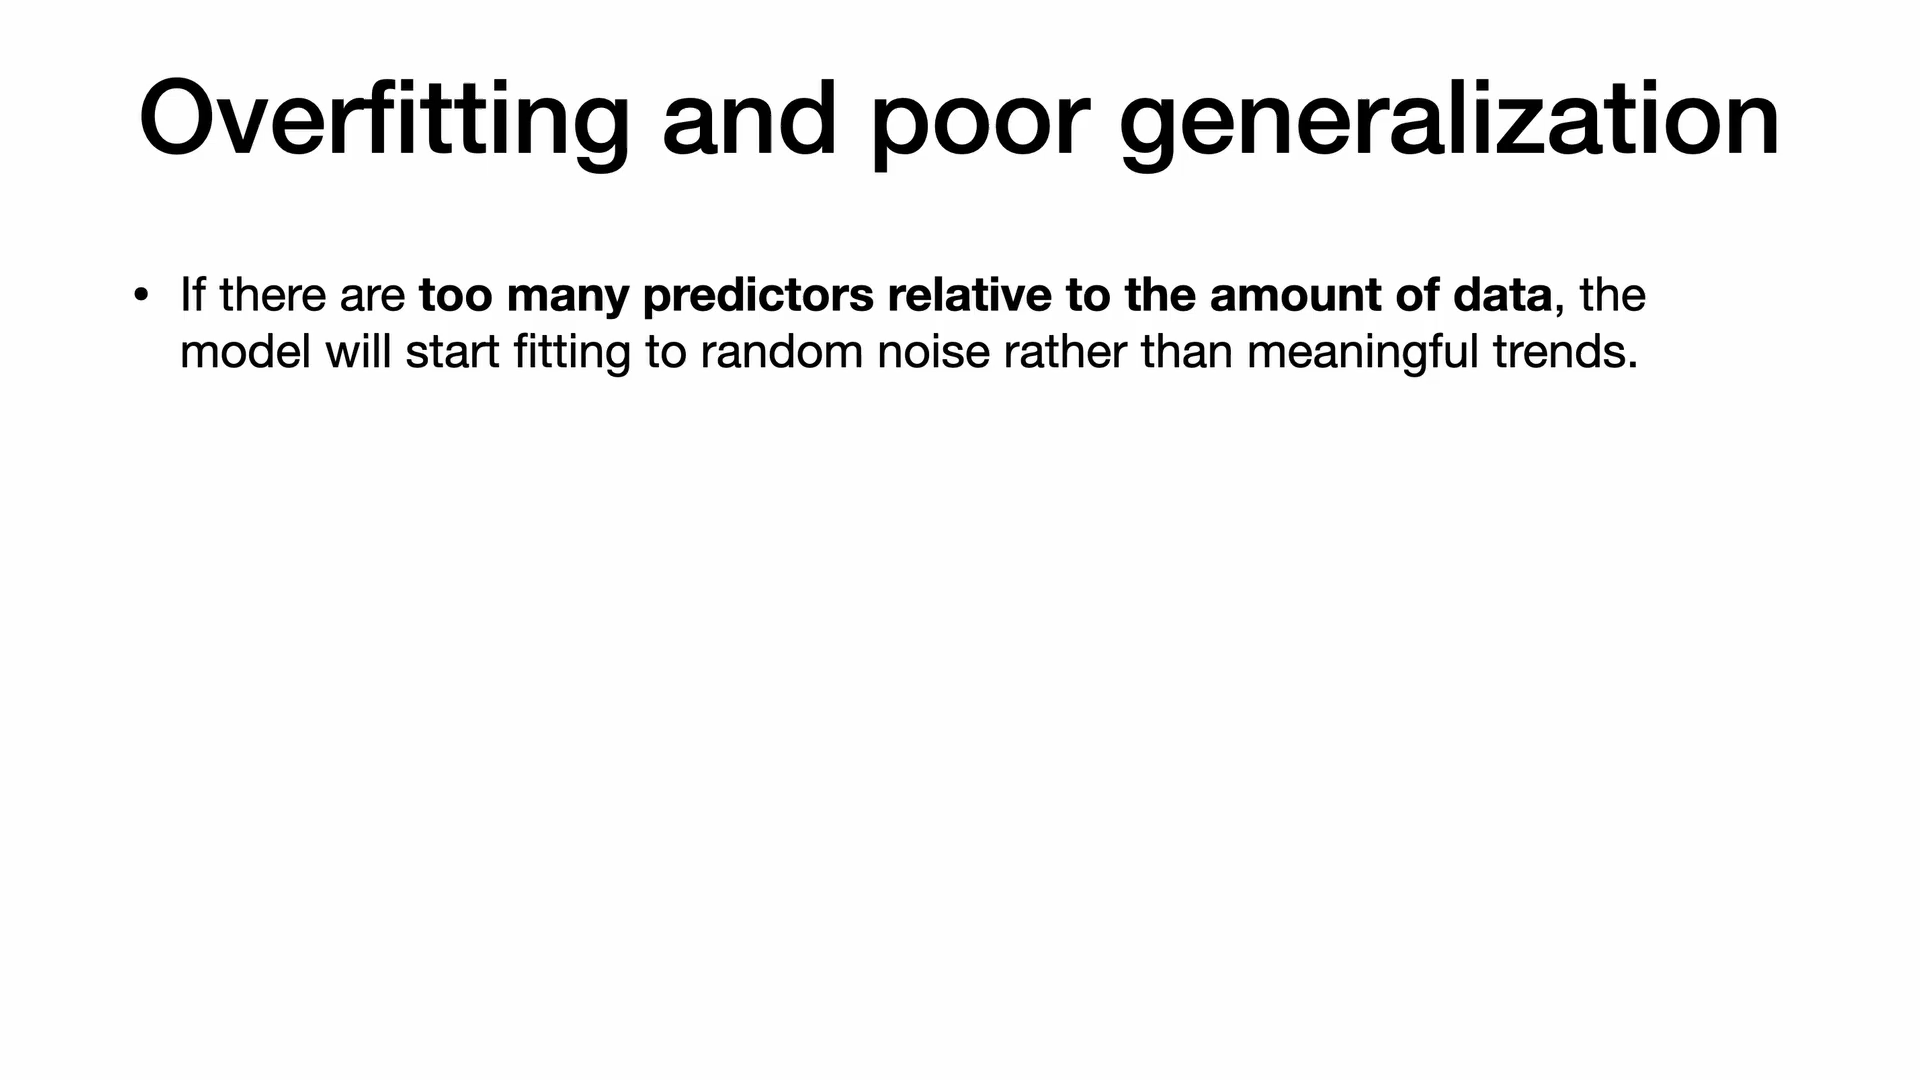 Overfitting and poor generalization
• If there are too many predictors relative to the amount of data, the
model will start fitting to random noise rather than meaningful trends.